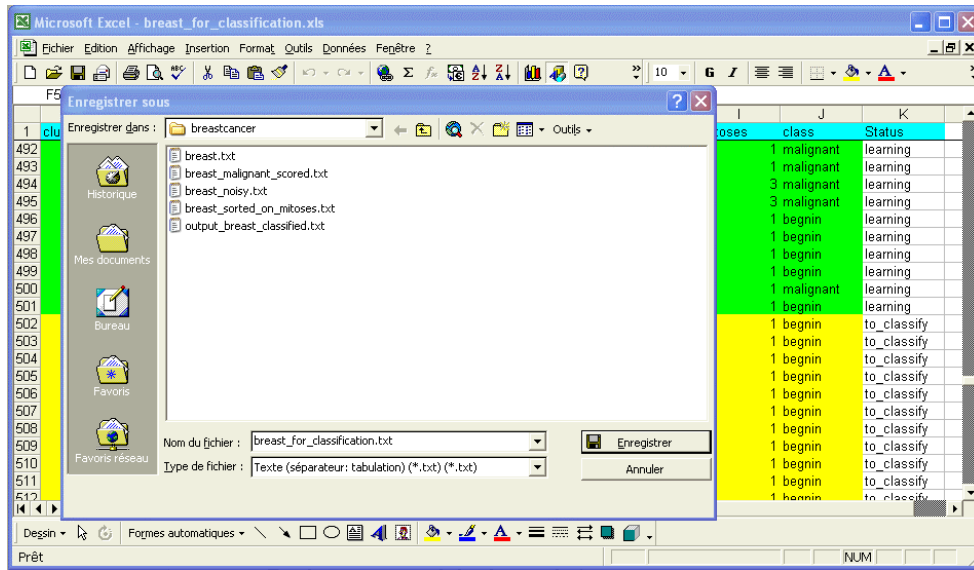 Microsoft Excel - breast_for_classification.xls
Fichier Edition Affichage Insertion Format Outils Données Fenêtre ?
10 G I
F5
Enregistrer sous
Enregistrer dans : breastcancer Outils
Historique
Mes documents
Bureau
Favoris
Favoris réseau
breast.txt
breast_malignant_scored.txt
breast_noisy.txt
breast_sorted_on_mitoses.txt
output_breast_classified.txt
Nom du fichier : breast_for_classification.txt Enregistrer
Type de fichier : Texte (séparateur: tabulation) (*.txt) (*.txt) Annuler
I J K
1 clu toses class Status
492 1 malignant learning
493 1 malignant learning
494 3 malignant learning
495 3 malignant learning
496 1 begnin learning
497 1 begnin learning
498 1 begnin learning
499 1 begnin learning
500 1 malignant learning
501 1 begnin learning
502 1 begnin to_classify
503 1 begnin to_classify
504 1 begnin to_classify
505 1 begnin to_classify
506 1 begnin to_classify
507 1 begnin to_classify
508 1 begnin to_classify
509 1 begnin to_classify
510 1 begnin to_classify
511 1 begnin to_classify
512 1 begnin to_classify
Dessin Formes automatiques
Prêt NUM